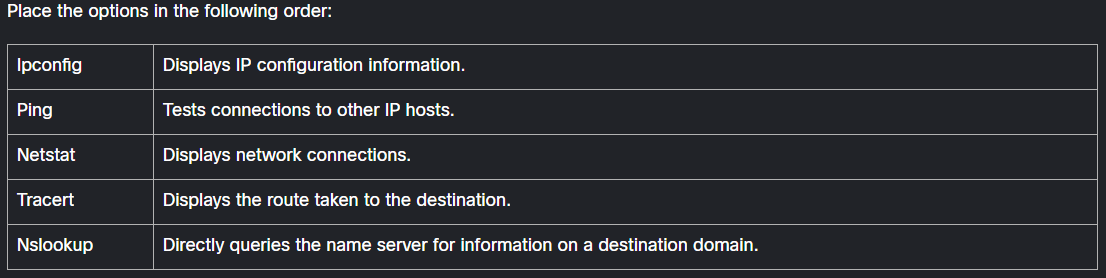 Place the options in the following order:
Ipconfig Displays IP configuration information.
Ping Tests connections to other IP hosts.
Netstat Displays network connections.
Tracert Displays the route taken to the destination.
Nslookup Directly queries the name server for information on a destination domain.